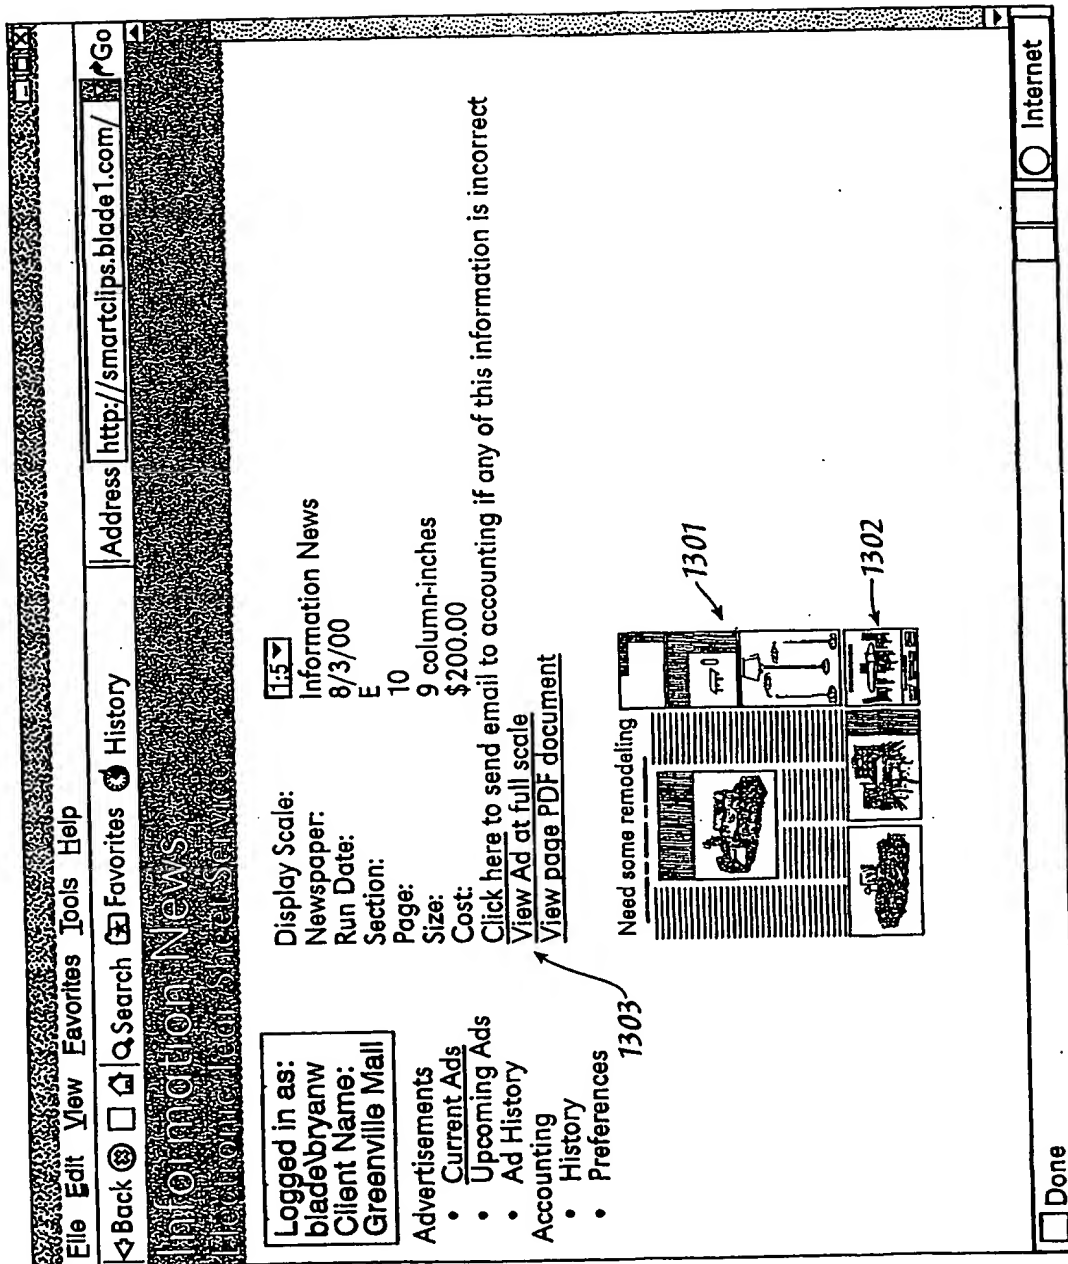 File Edit View Favorites Tools Help
Back Search Favorites History Address http://smartclips.blade1.com/ Go
Information News
Electronic Tear Sheet Service
Logged in as:
blade\bryanw
Client Name:
Greenville Mall
Advertisements
• Current Ads
• Upcoming Ads
• Ad History
Accounting
• History
• Preferences
1303
Display Scale: 1:5
Newspaper: Information News
Run Date: 8/3/00
Section: E
Page: 10
Size: 9 column-inches
Cost: $200.00
Click here to send email to accounting if any of this information is incorrect
View Ad at full scale
View page PDF document
Need some remodeling
1301
1302
Done Internet